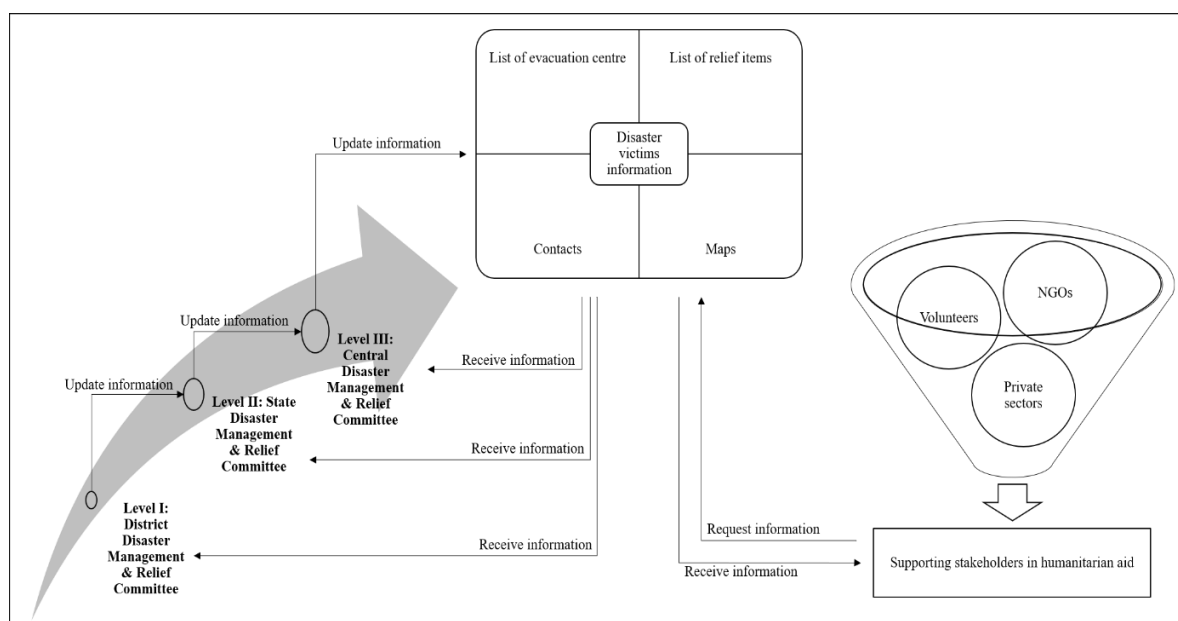 List of evacuation centre
List of relief items
Disaster
victims
information
Contacts
Maps
Update information
Update information
Update information
Level III:
Central
Disaster
Management
& Relief
Committee
Level II: State
Disaster
Management
& Relief
Committee
Level I:
District
Disaster
Management
& Relief
Committee
Receive information
Receive information
Receive information
Request information
Receive information
Volunteers
NGOs
Private
sectors
Supporting stakeholders in humanitarian aid